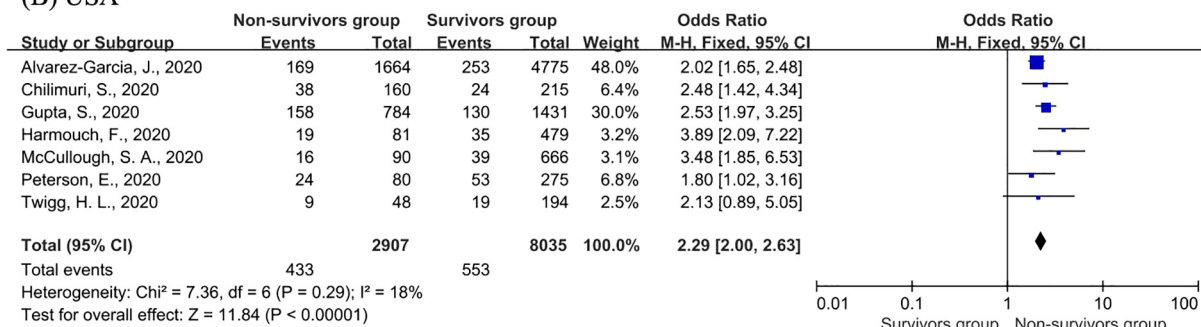 (B) USA
Non-survivors group Survivors group Odds Ratio Odds Ratio
Study or Subgroup Events Total Events Total Weight M-H, Fixed, 95% CI M-H, Fixed, 95% CI
Alvarez-Garcia, J., 2020 169 1664 253 4775 48.0% 2.02 [1.65, 2.48]
Chilimuri, S., 2020 38 160 24 215 6.4% 2.48 [1.42, 4.34]
Gupta, S., 2020 158 784 130 1431 30.0% 2.53 [1.97, 3.25]
Harmouch, F., 2020 19 81 35 479 3.2% 3.89 [2.09, 7.22]
McCullough, S. A., 2020 16 90 39 666 3.1% 3.48 [1.85, 6.53]
Peterson, E., 2020 24 80 53 275 6.8% 1.80 [1.02, 3.16]
Twigg, H. L., 2020 9 48 19 194 2.5% 2.13 [0.89, 5.05]
Total (95% CI) 2907 8035 100.0% 2.29 [2.00, 2.63]
Total events 433 553
Heterogeneity: Chi² = 7.36, df = 6 (P = 0.29); I² = 18%
Test for overall effect: Z = 11.84 (P < 0.00001)
0.01 0.1 1 10 100
Survivors group Non-survivors group